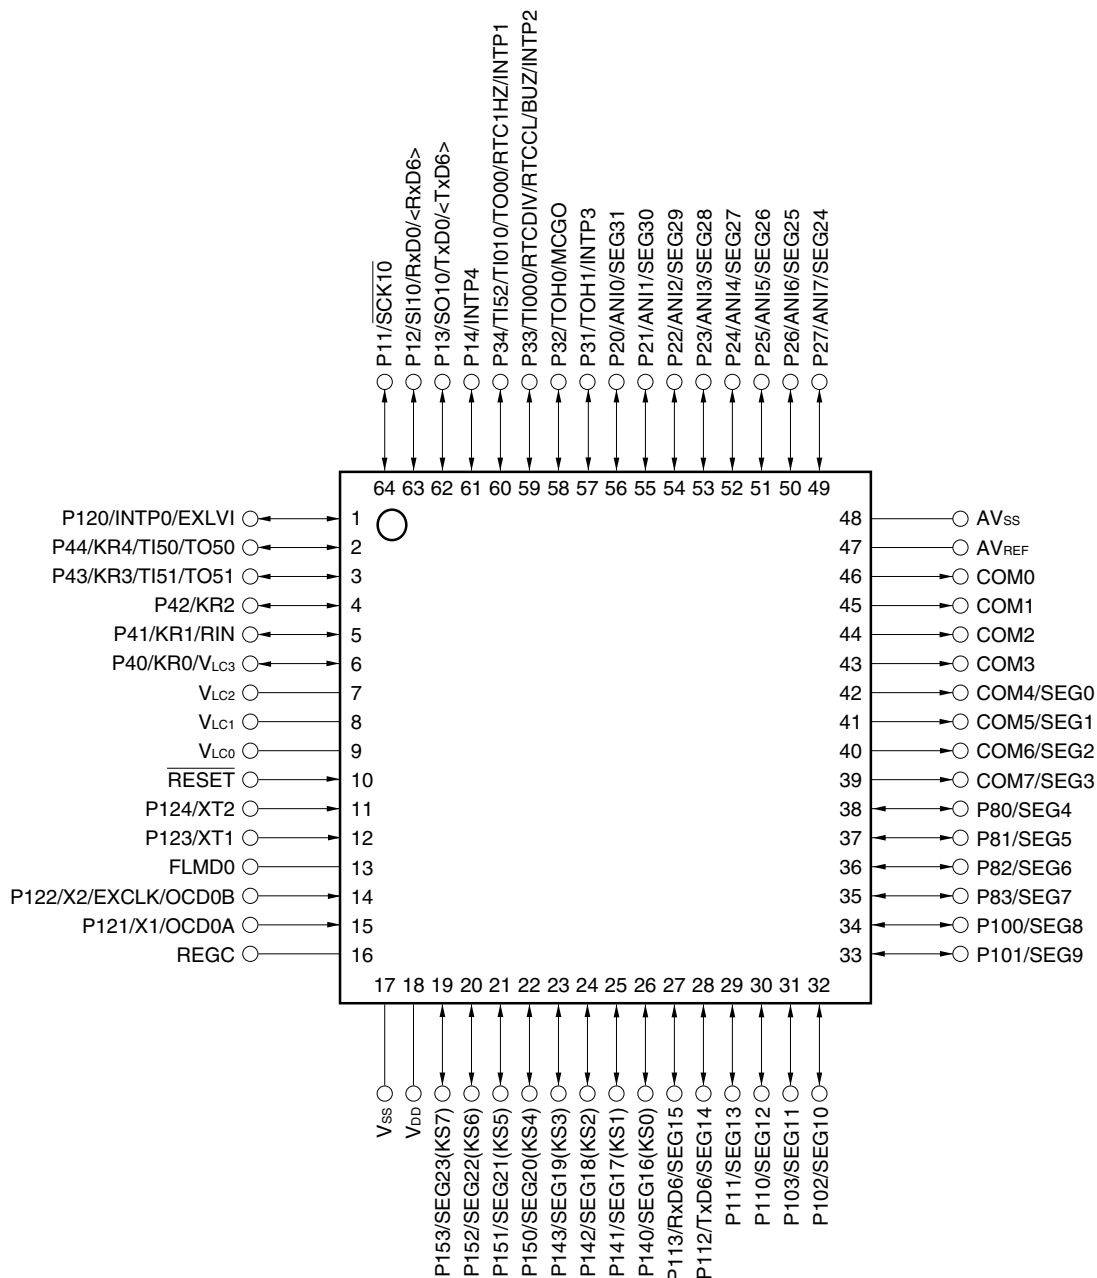 P11/SCK10
P12/SI10/RxD0/<RxD6>
P13/SO10/TxD0/<TxD6>
P14/INTP4
P34/TI52/TI010/TO00/RTC1HZ/INTP1
P33/TI000/RTCDIV/RTCCL/BUZ/INTP2
P32/TOH0/MCGO
P31/TOH1/INTP3
P20/ANI0/SEG31
P21/ANI1/SEG30
P22/ANI2/SEG29
P23/ANI3/SEG28
P24/ANI4/SEG27
P25/ANI5/SEG26
P26/ANI6/SEG25
P27/ANI7/SEG24
64 63 62 61 60 59 58 57 56 55 54 53 52 51 50 49
P120/INTP0/EXLVI 1
P44/KR4/TI50/TO50 2
P43/KR3/TI51/TO51 3
P42/KR2 4
P41/KR1/RIN 5
P40/KR0/VLC3 6
VLC2 7
VLC1 8
VLC0 9
RESET 10
P124/XT2 11
P123/XT1 12
FLMD0 13
P122/X2/EXCLK/OCD0B 14
P121/X1/OCD0A 15
REGC 16
48 AVSS
47 AVREF
46 COM0
45 COM1
44 COM2
43 COM3
42 COM4/SEG0
41 COM5/SEG1
40 COM6/SEG2
39 COM7/SEG3
38 P80/SEG4
37 P81/SEG5
36 P82/SEG6
35 P83/SEG7
34 P100/SEG8
33 P101/SEG9
17 18 19 20 21 22 23 24 25 26 27 28 29 30 31 32
VSS
VDD
P153/SEG23(KS7)
P152/SEG22(KS6)
P151/SEG21(KS5)
P150/SEG20(KS4)
P143/SEG19(KS3)
P142/SEG18(KS2)
P141/SEG17(KS1)
P140/SEG16(KS0)
P113/RxD6/SEG15
P112/TxD6/SEG14
P111/SEG13
P110/SEG12
P103/SEG11
P102/SEG10